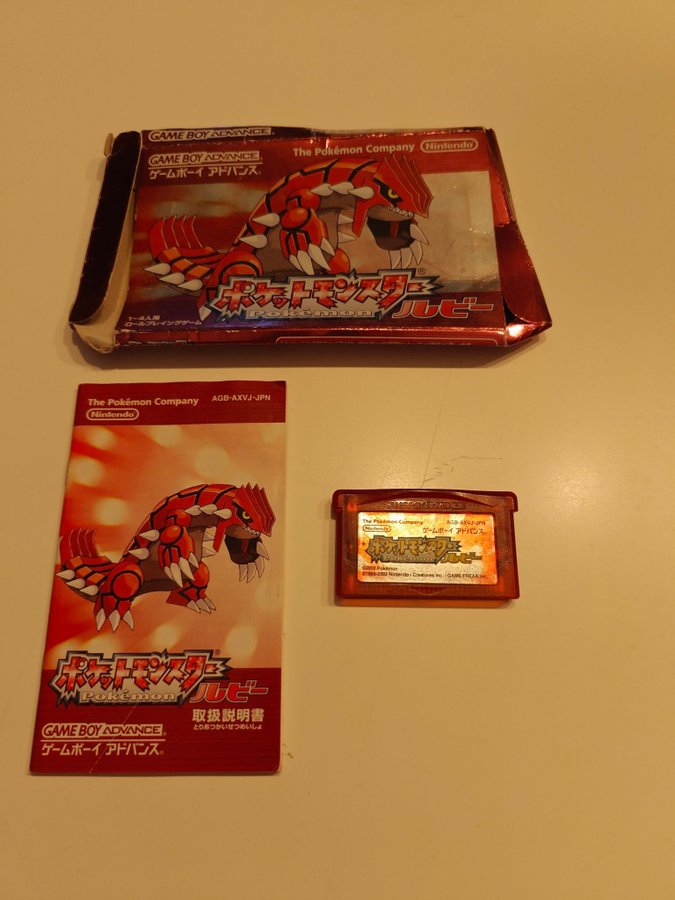 GAME BOY ADVANCE
GAME BOY ADVANCE
ゲームボーイ アドバンス®
The Pokémon Company
Nintendo
ポケットモンスター®
Pokémon
ルビー
1~4人用
ロールプレイングゲーム
The Pokémon Company
AGB-AXVJ-JPN
Nintendo
ポケットモンスター®
Pokémon
ルビー
取扱説明書
とりあつかいせつめいしょ
GAME BOY ADVANCE®
ゲームボーイ アドバンス®
The Pokémon Company
AGB-AXVJ-JPN
Nintendo
ゲームボーイ アドバンス®
ポケットモンスター
ルビー
©2002 Pokémon
©1995-2002 Nintendo/Creatures inc./GAME FREAK inc.